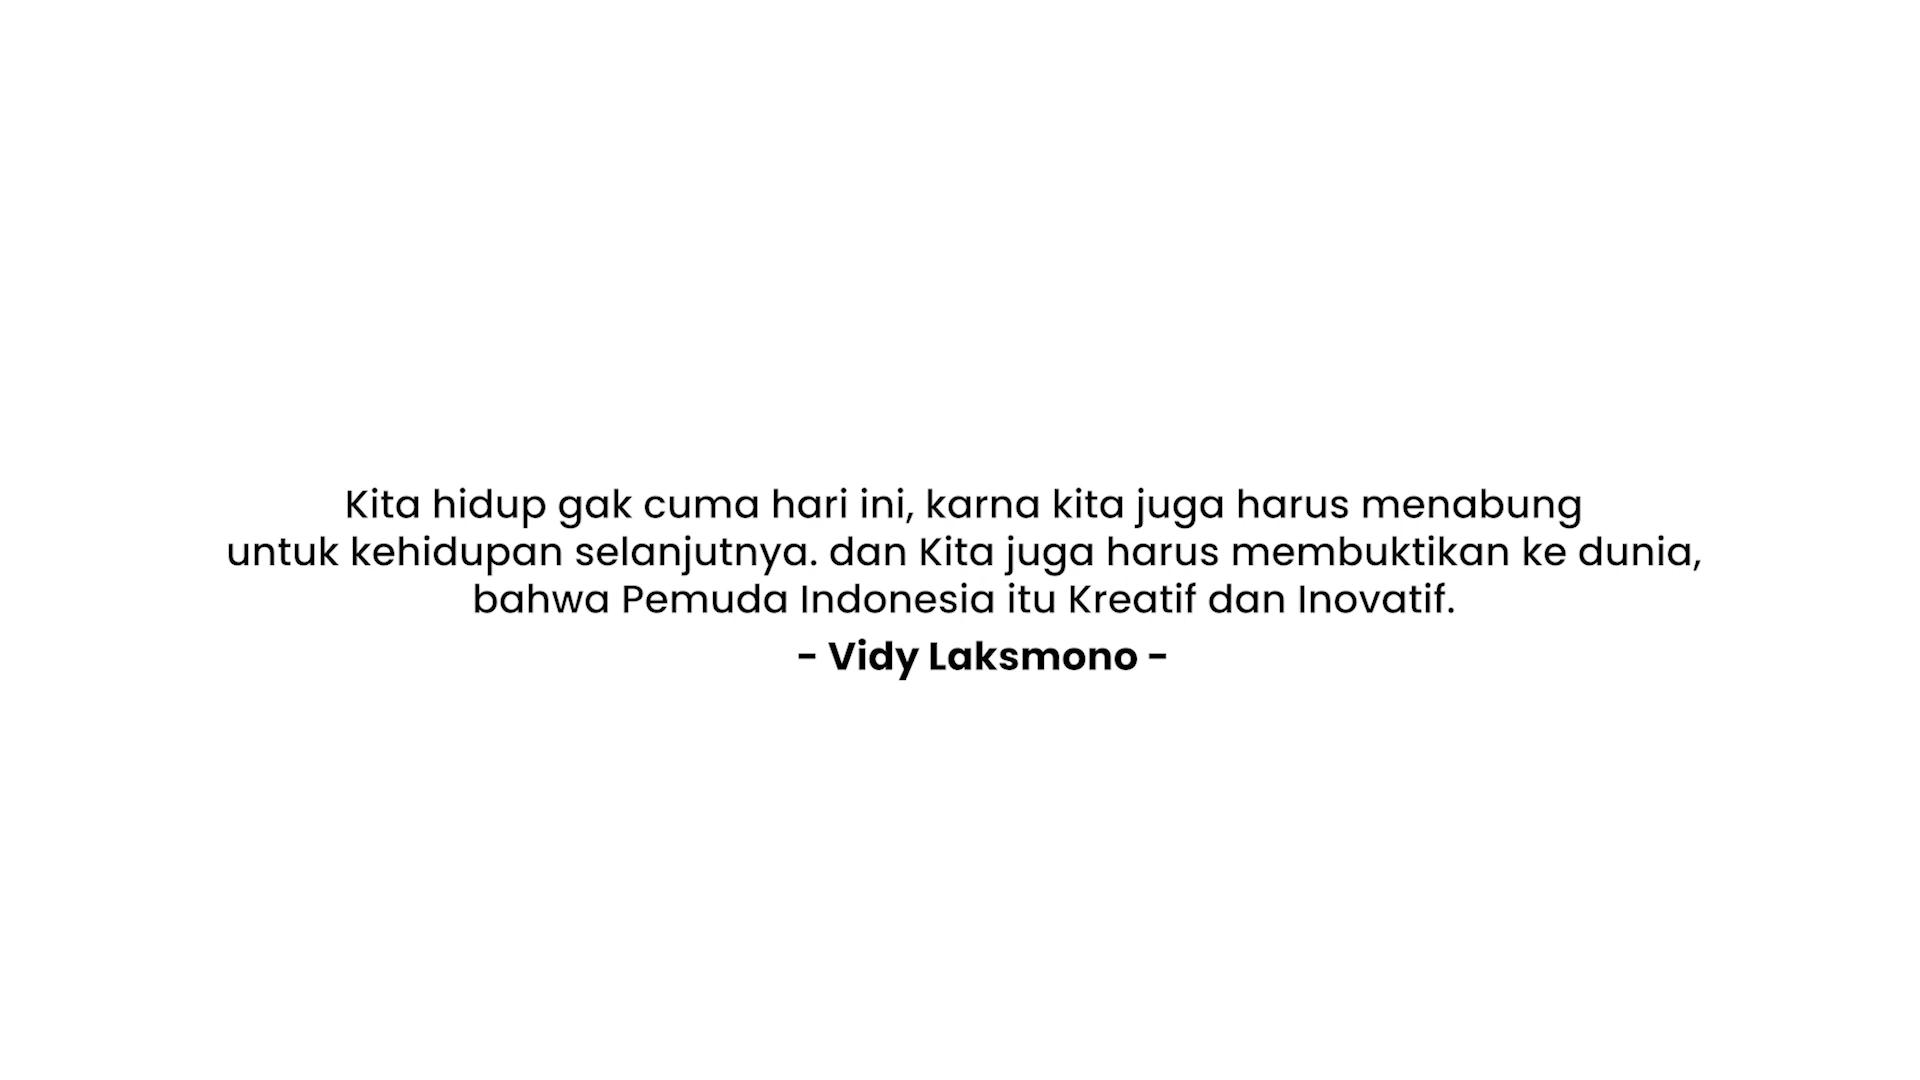 Kita hidup gak cuma hari ini, karna kita juga harus menabung
untuk kehidupan selanjutnya. dan Kita juga harus membuktikan ke dunia,
bahwa Pemuda Indonesia itu Kreatif dan Inovatif.
- Vidy Laksmono -